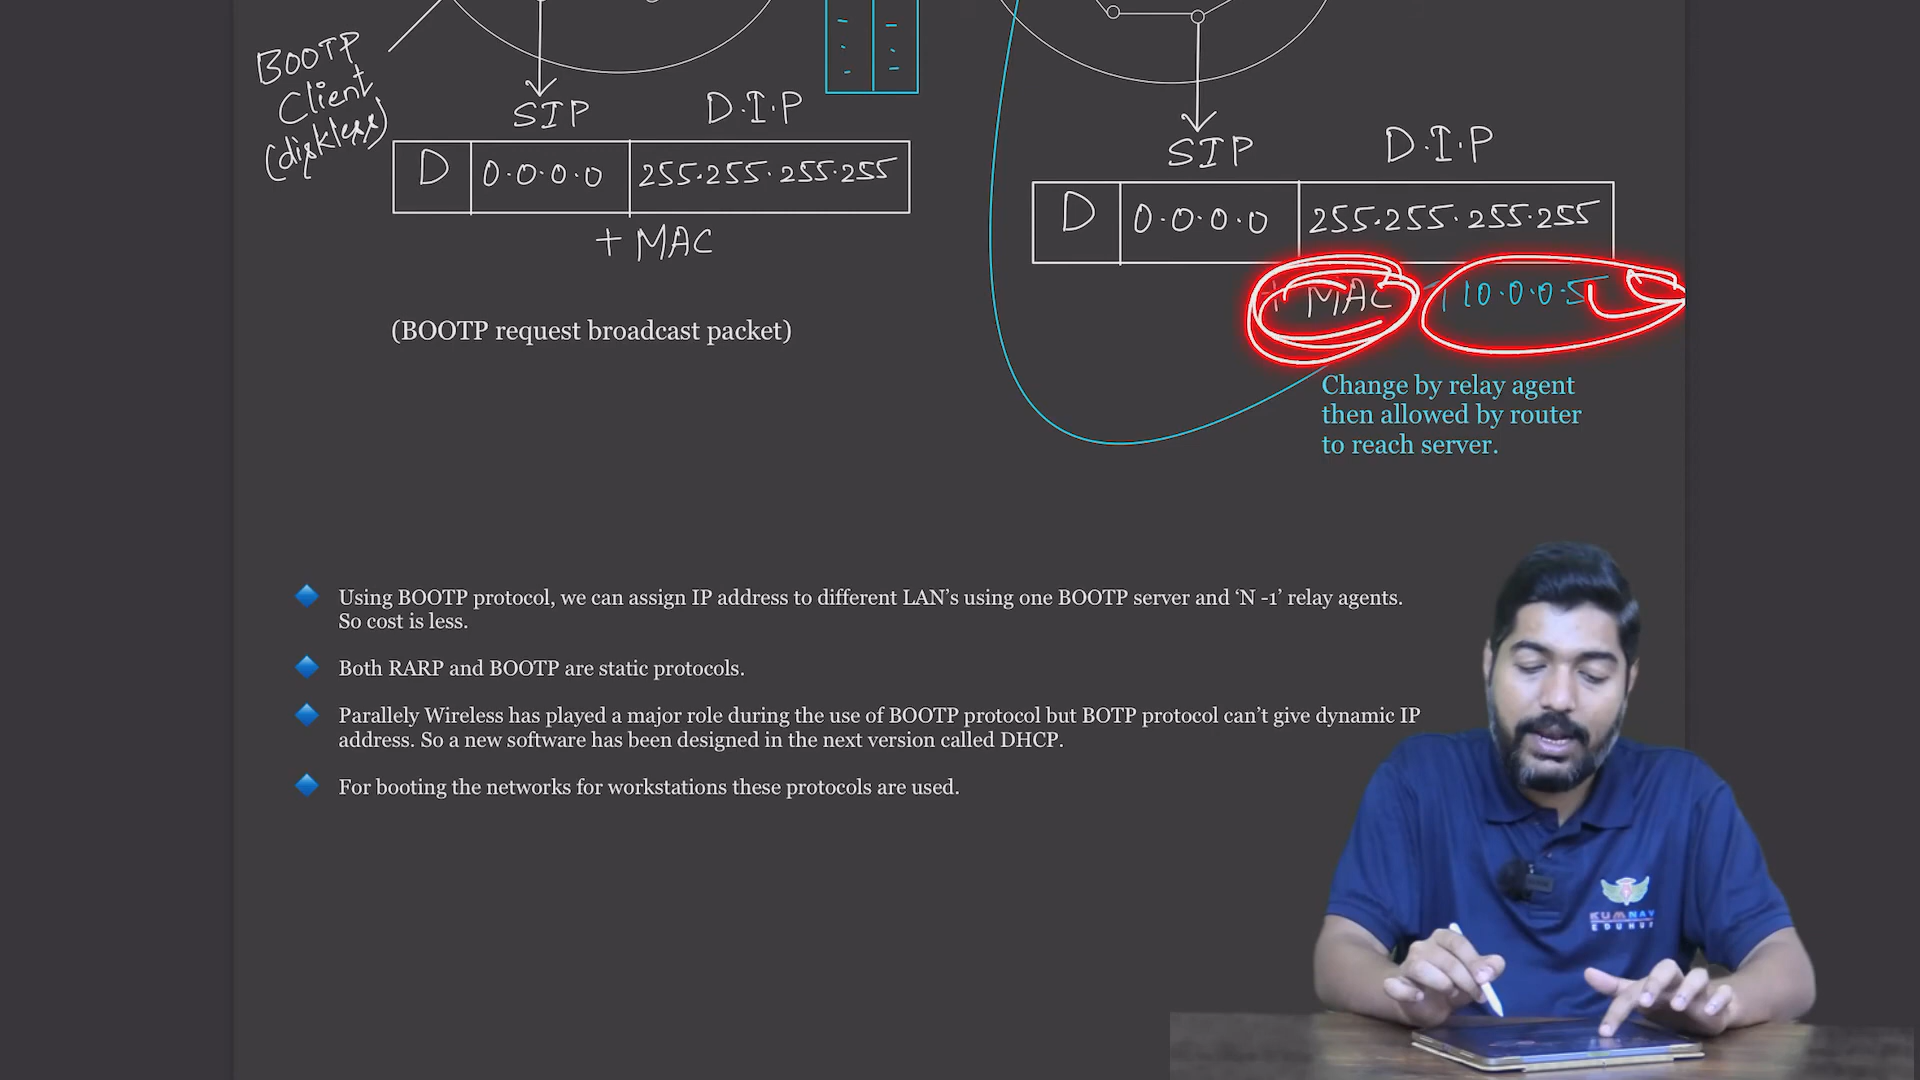 BOOTP
Client
(diskless)
SIP
D.I.P
D
0.0.0.0
255.255.255.255
+ MAC
(BOOTP request broadcast packet)
SIP
D.I.P
D
0.0.0.0
255.255.255.255
+ MAC
10.0.0.5
Change by relay agent
then allowed by router
to reach server.
Using BOOTP protocol, we can assign IP address to different LAN's using one BOOTP server and ‘N -1’ relay agents.
So cost is less.
Both RARP and BOOTP are static protocols.
Parallely Wireless has played a major role during the use of BOOTP protocol but BOTP protocol can’t give dynamic IP
address. So a new software has been designed in the next version called DHCP.
For booting the networks for workstations these protocols are used.
KUMNAV
EDUHUB